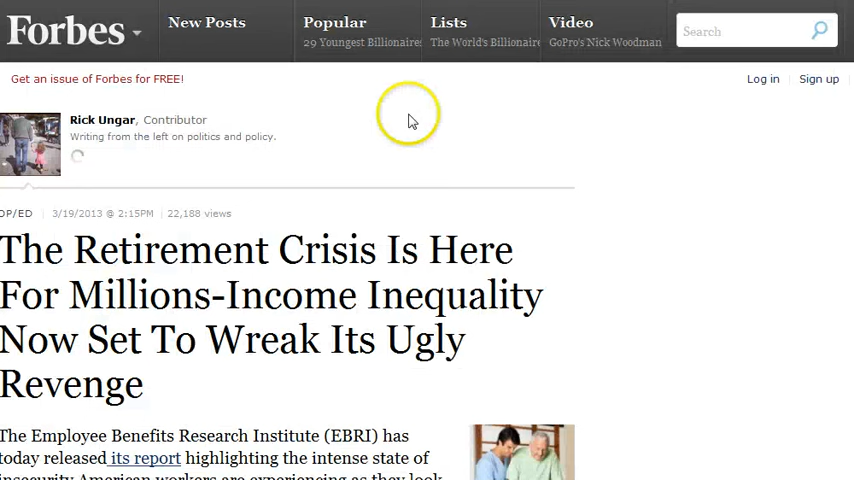 Forbes
New Posts
Popular
29 Youngest Billionaires
Lists
The World's Billionaire
Video
GoPro's Nick Woodman
Search
Get an issue of Forbes for FREE!
Log in
Sign up
Rick Ungar, Contributor
Writing from the left on politics and policy.
OP/ED
3/19/2013 @ 2:15PM
22,188 views
The Retirement Crisis Is Here
For Millions-Income Inequality
Now Set To Wreak Its Ugly
Revenge
The Employee Benefits Research Institute (EBRI) has
today released its report highlighting the intense state of
insecurity American workers are experiencing as they look